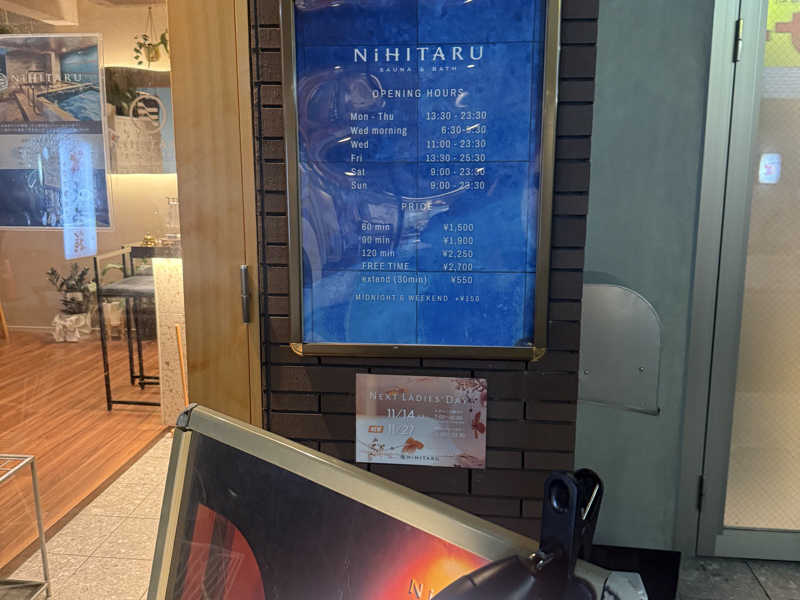 NiHITARU
NiHITARU
SAUNA & BATH
OPENING HOURS
Mon - Thu 13:30 - 23:30
Wed morning 6:30-9:30
Wed 11:00 - 23:30
Fri 13:30 - 25:30
Sat 9:00 - 23:30
Sun 9:00 - 23:30
PRICE
60 min ¥1,500
90 min ¥1,900
120 min ¥2,250
FREE TIME ¥2,700
extend (30min) ¥550
MIDNIGHT & WEEKEND +¥150
NEXT LADIES' DAY
11/14
NEW 11/27
NiHITARU